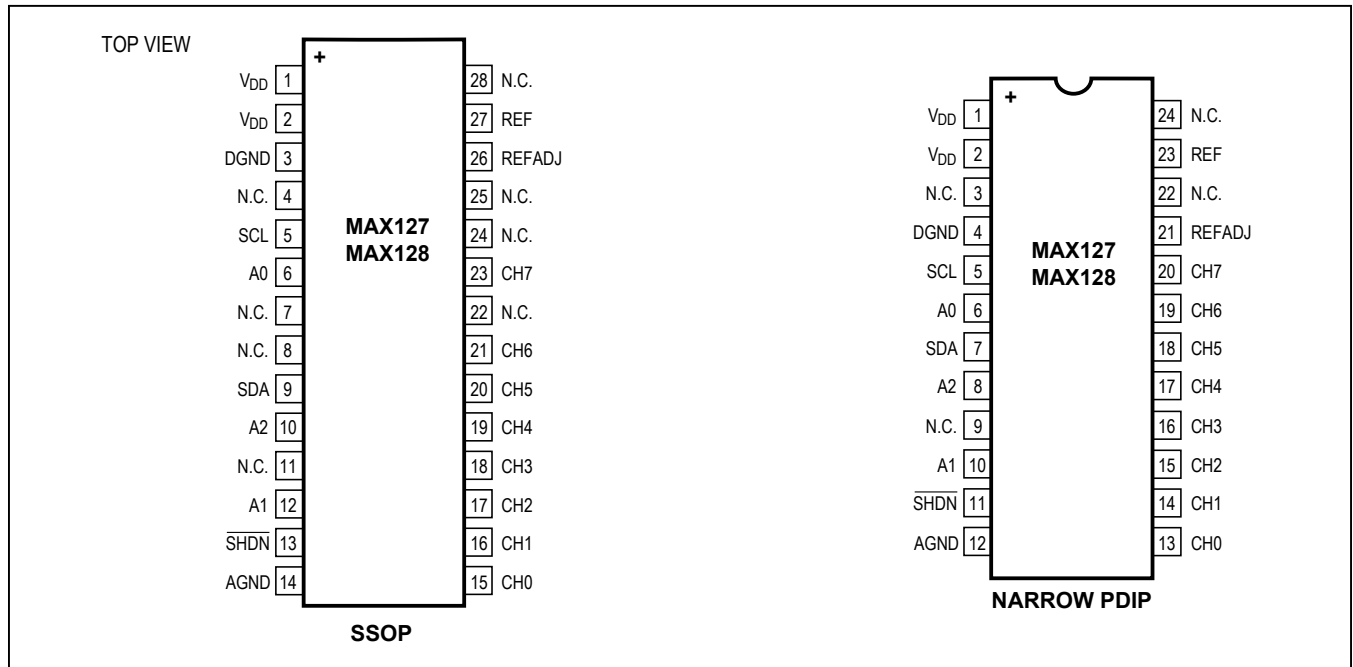 TOP VIEW
+
VDD 1
VDD 2
DGND 3
N.C. 4
SCL 5
A0 6
N.C. 7
N.C. 8
SDA 9
A2 10
N.C. 11
A1 12
SHDN 13
AGND 14
MAX127
MAX128
28 N.C.
27 REF
26 REFADJ
25 N.C.
24 N.C.
23 CH7
22 N.C.
21 CH6
20 CH5
19 CH4
18 CH3
17 CH2
16 CH1
15 CH0
SSOP
+
VDD 1
VDD 2
N.C. 3
DGND 4
SCL 5
A0 6
SDA 7
A2 8
N.C. 9
A1 10
SHDN 11
AGND 12
MAX127
MAX128
24 N.C.
23 REF
22 N.C.
21 REFADJ
20 CH7
19 CH6
18 CH5
17 CH4
16 CH3
15 CH2
14 CH1
13 CH0
NARROW PDIP